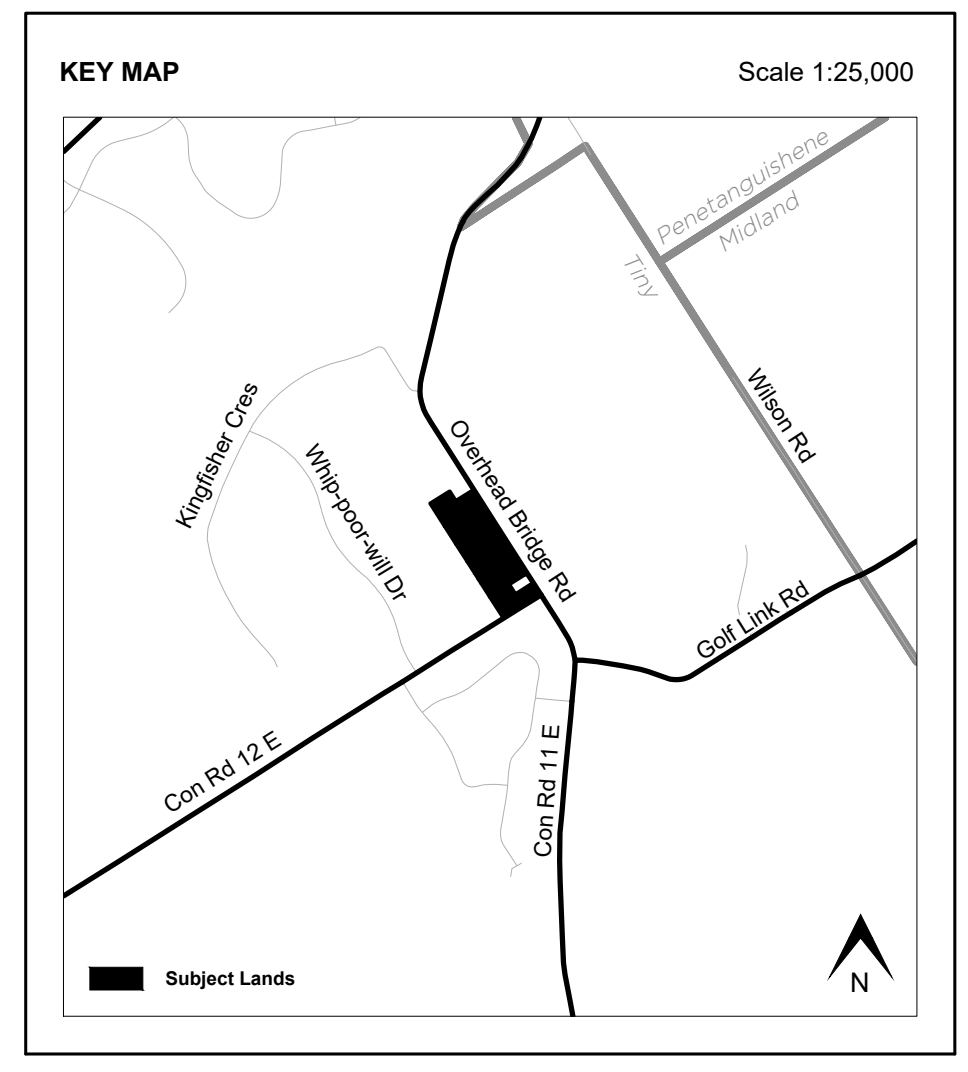 KEY MAP
Scale 1:25,000
Penetanguishene
Midland
Tiny
Wilson Rd
Kingfisher Cres
Whip-poor-will Dr
Overhead Bridge Rd
Golf Link Rd
Con Rd 12 E
Con Rd 11 E
Subject Lands
N